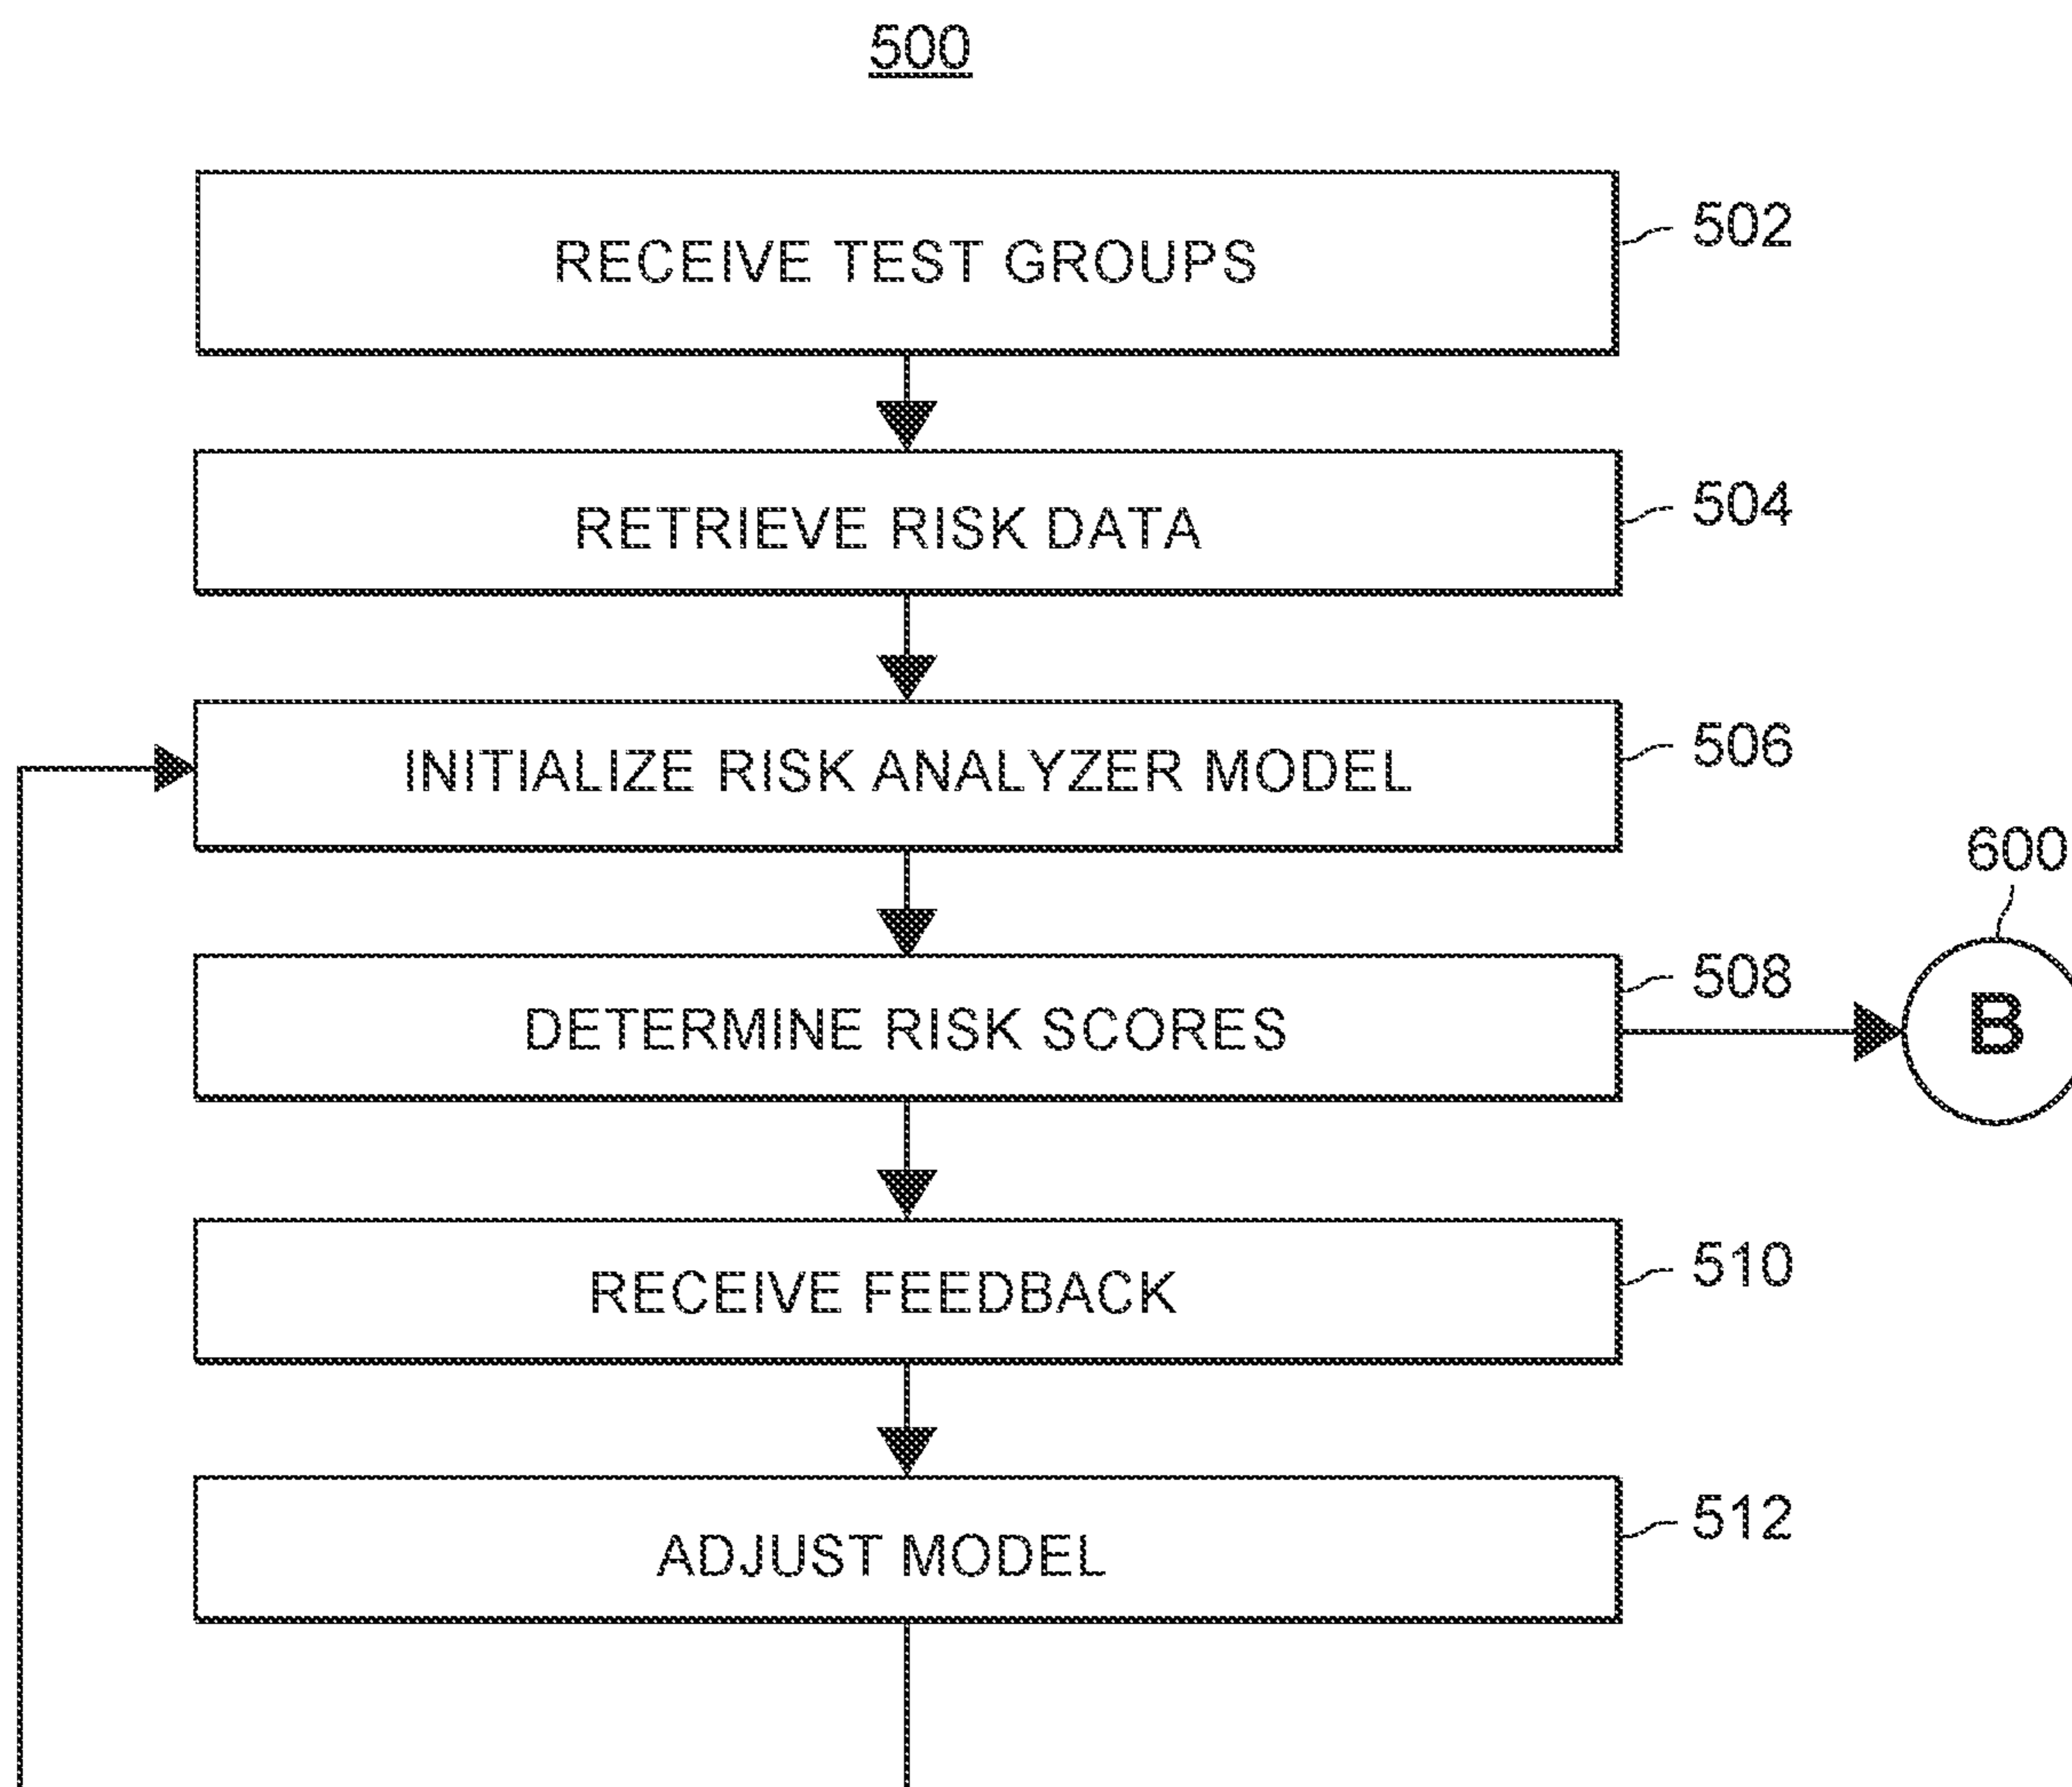 500
RECEIVE TEST GROUPS
502
RETRIEVE RISK DATA
504
INITIALIZE RISK ANALYZER MODEL
506
600
DETERMINE RISK SCORES
508
B
RECEIVE FEEDBACK
510
ADJUST MODEL
512